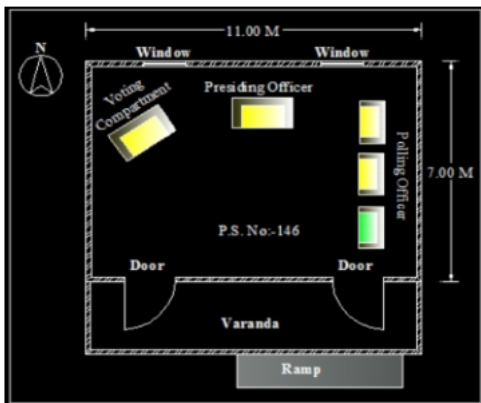 11.00 M
N
Window
Window
Voting
Compartment
Presiding Officer
Polling Officer
7.00 M
P.S. No:-146
Door
Door
Varanda
Ramp